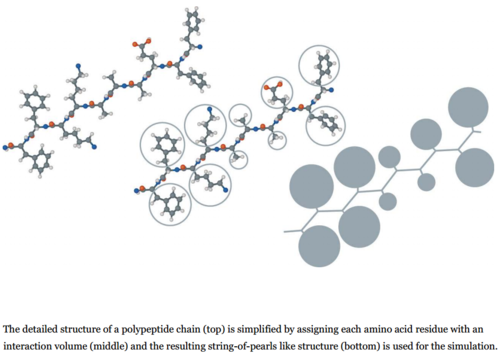 The detailed structure of a polypeptide chain (top) is simplified by assigning each amino acid residue with an
interaction volume (middle) and the resulting string-of-pearls like structure (bottom) is used for the simulation.